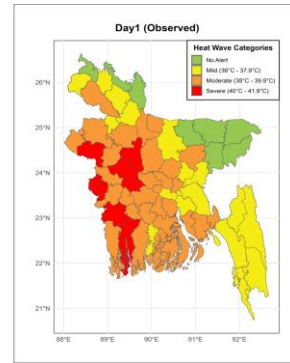 Day1 (Observed)
Heat Wave Categories
No Alert
Mild (36°C - 37.9°C)
Moderate (38°C - 39.9°C)
Severe (40°C - 41.9°C)
26°N
25°N
24°N
23°N
22°N
21°N
88°E
89°E
90°E
91°E
92°E